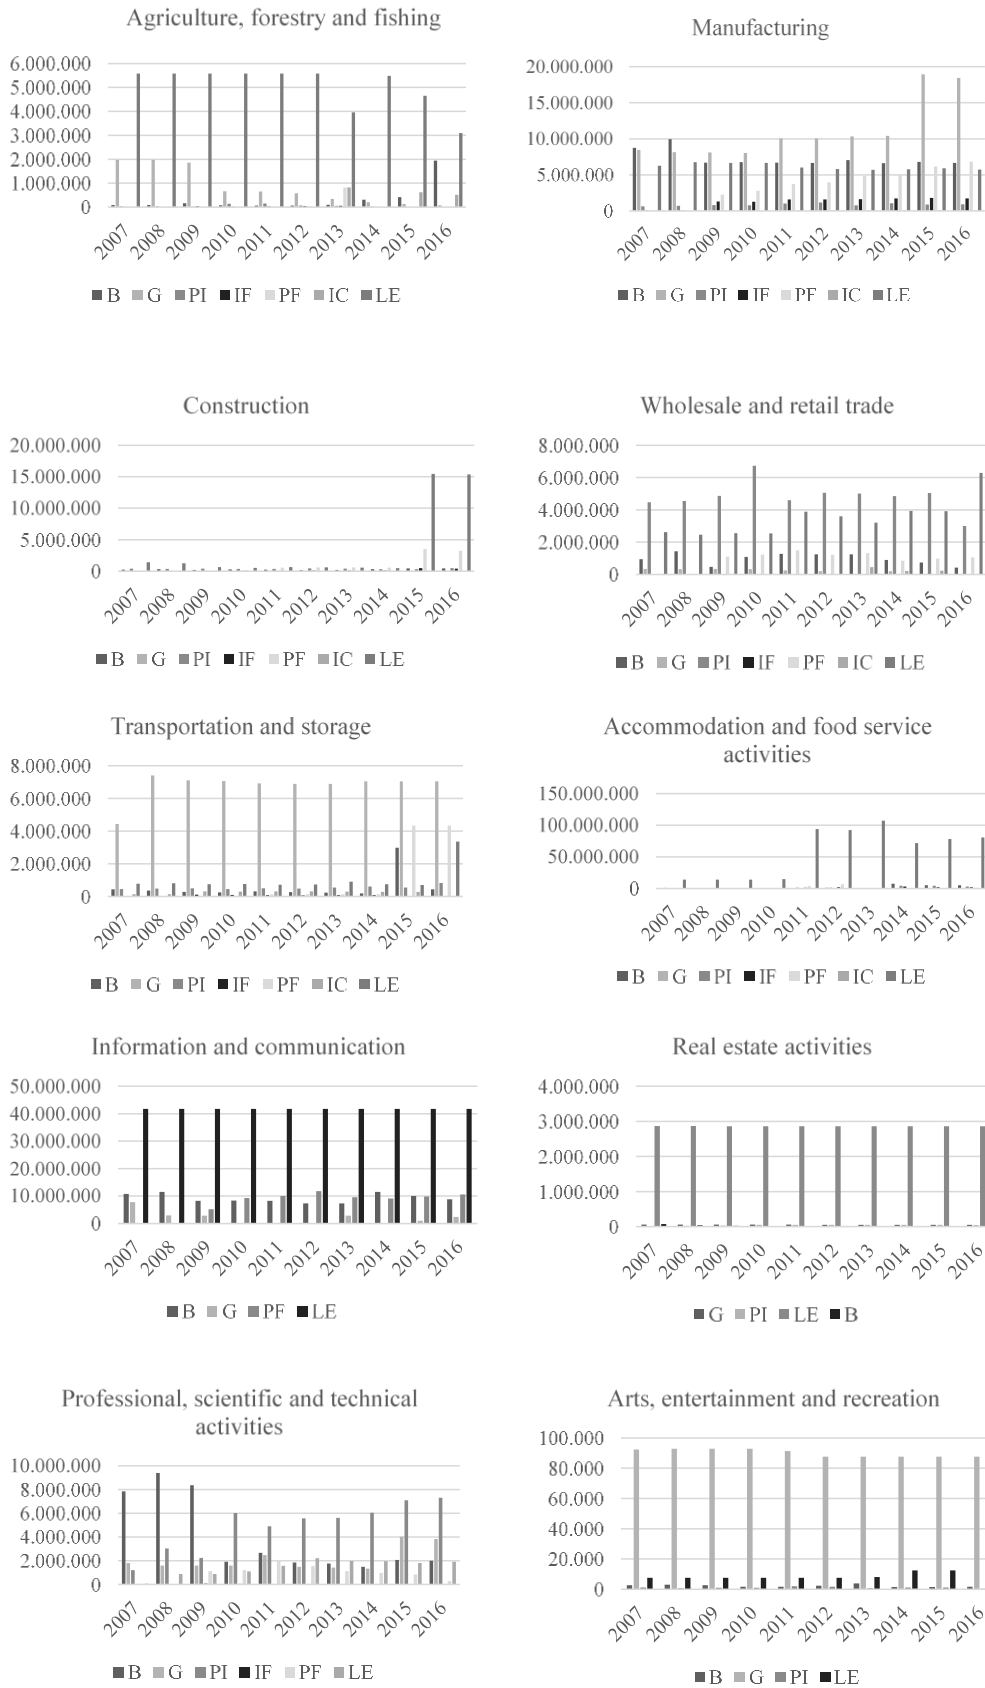 Agriculture, forestry and fishing
6.000.000
5.000.000
4.000.000
3.000.000
2.000.000
1.000.000
0
2007 2008 2009 2010 2011 2012 2013 2014 2015 2016
B G PI IF PF IC LE
Manufacturing
20.000.000
15.000.000
10.000.000
5.000.000
0
2007 2008 2009 2010 2011 2012 2013 2014 2015 2016
B G PI IF PF IC LE
Construction
20.000.000
15.000.000
10.000.000
5.000.000
0
2007 2008 2009 2010 2011 2012 2013 2014 2015 2016
B G PI IF PF IC LE
Wholesale and retail trade
8.000.000
6.000.000
4.000.000
2.000.000
0
2007 2008 2009 2010 2011 2012 2013 2014 2015 2016
B G PI IF PF IC LE
Transportation and storage
8.000.000
6.000.000
4.000.000
2.000.000
0
2007 2008 2009 2010 2011 2012 2013 2014 2015 2016
B G PI IF PF IC LE
Accommodation and food service
activities
150.000.000
100.000.000
50.000.000
0
2007 2008 2009 2010 2011 2012 2013 2014 2015 2016
B G PI IF PF IC LE
Information and communication
50.000.000
40.000.000
30.000.000
20.000.000
10.000.000
0
2007 2008 2009 2010 2011 2012 2013 2014 2015 2016
B G PF LE
Real estate activities
4.000.000
3.000.000
2.000.000
1.000.000
0
2007 2008 2009 2010 2011 2012 2013 2014 2015 2016
G PI LE B
Professional, scientific and technical
activities
10.000.000
8.000.000
6.000.000
4.000.000
2.000.000
0
2007 2008 2009 2010 2011 2012 2013 2014 2015 2016
B G PI IF PF LE
Arts, entertainment and recreation
100.000
80.000
60.000
40.000
20.000
0
2007 2008 2009 2010 2011 2012 2013 2014 2015 2016
B G PI LE